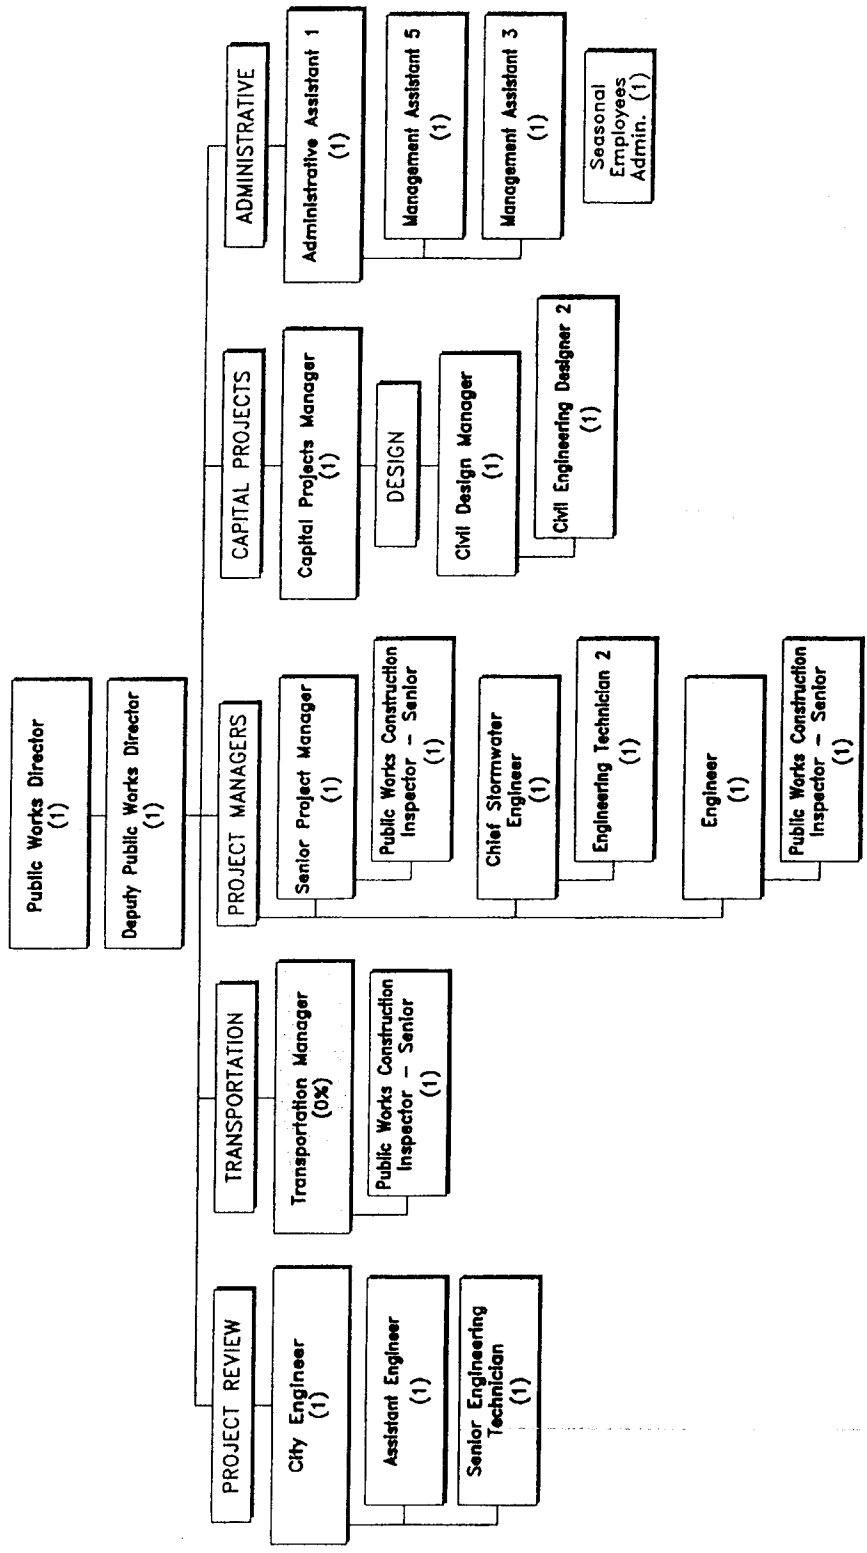 Public Works Director
(1)
Deputy Public Works Director
(1)
PROJECT REVIEW
City Engineer
(1)
Assistant Engineer
(1)
Senior Engineering
Technician
(1)
TRANSPORTATION
Transportation Manager
(0%)
Public Works Construction
Inspector – Senior
(1)
PROJECT MANAGERS
Senior Project Manager
(1)
Public Works Construction
Inspector – Senior
(1)
Chief Stormwater
Engineer
(1)
Engineering Technician 2
(1)
Engineer
(1)
Public Works Construction
Inspector – Senior
(1)
CAPITAL PROJECTS
Capital Projects Manager
(1)
DESIGN
Civil Design Manager
(1)
Civil Engineering Designer 2
(1)
ADMINISTRATIVE
Administrative Assistant 1
(1)
Management Assistant 5
(1)
Management Assistant 3
(1)
Seasonal
Employees
Admin. (1)